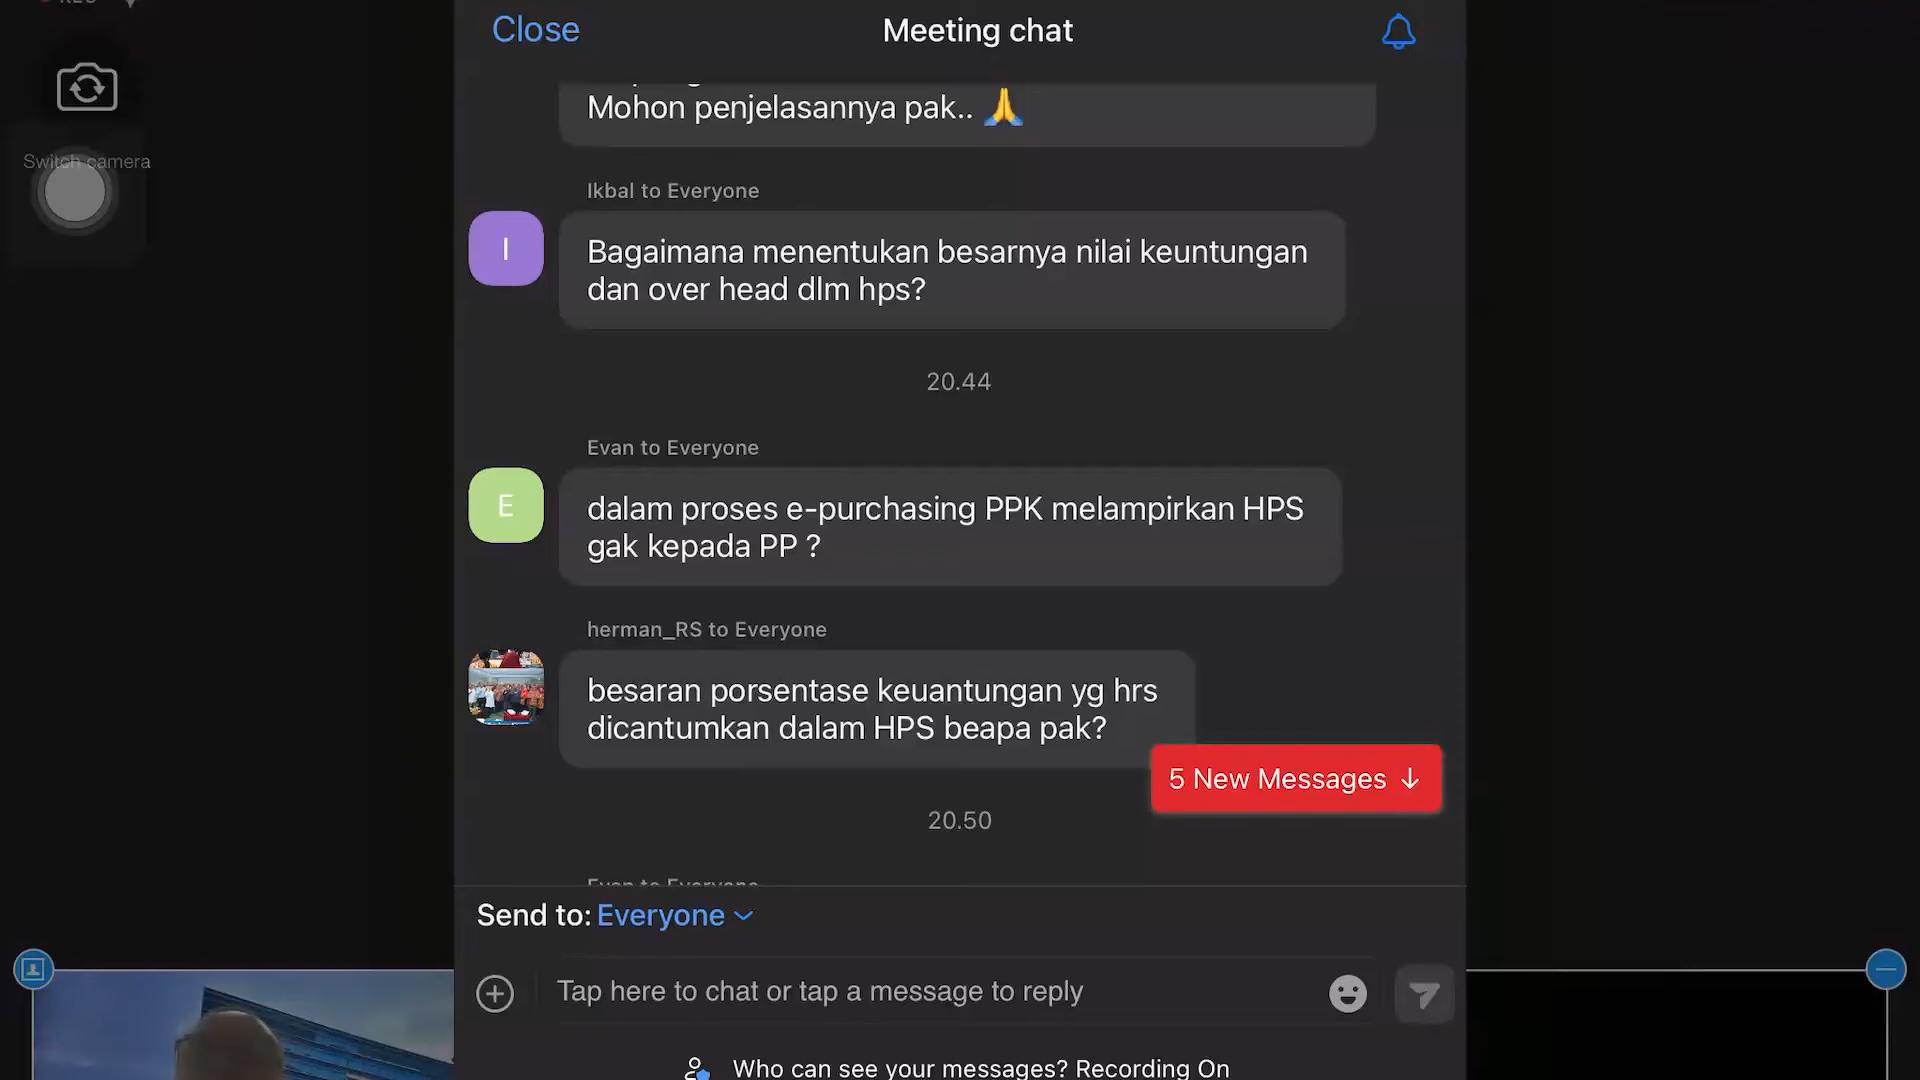 Close
Meeting chat
Mohon penjelasannya pak.. 🙏
Switch camera
Ikbal to Everyone
I
Bagaimana menentukan besarnya nilai keuntungan
dan over head dlm hps?
20.44
Evan to Everyone
E
dalam proses e-purchasing PPK melampirkan HPS
gak kepada PP ?
herman_RS to Everyone
besaran porsentase keuantungan yg hrs
dicantumkan dalam HPS beapa pak?
5 New Messages ↓
20.50
Evan to Everyone
Send to: Everyone
Tap here to chat or tap a message to reply
Who can see your messages? Recording On